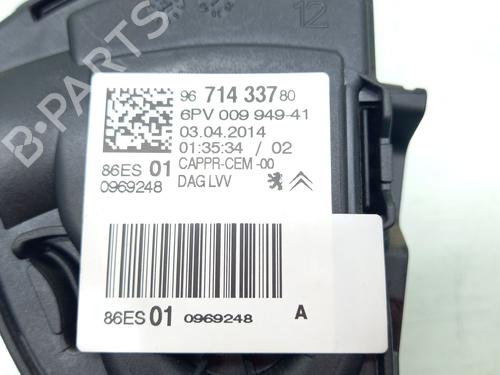 B-PARTS
12
96 714 337 80
6PV 009 949-41
03.04.2014
01:35:34 / 02
86ES 01 CAPPR-CEM -00
0969248 DAG LVV
86ES 01 0969248 A